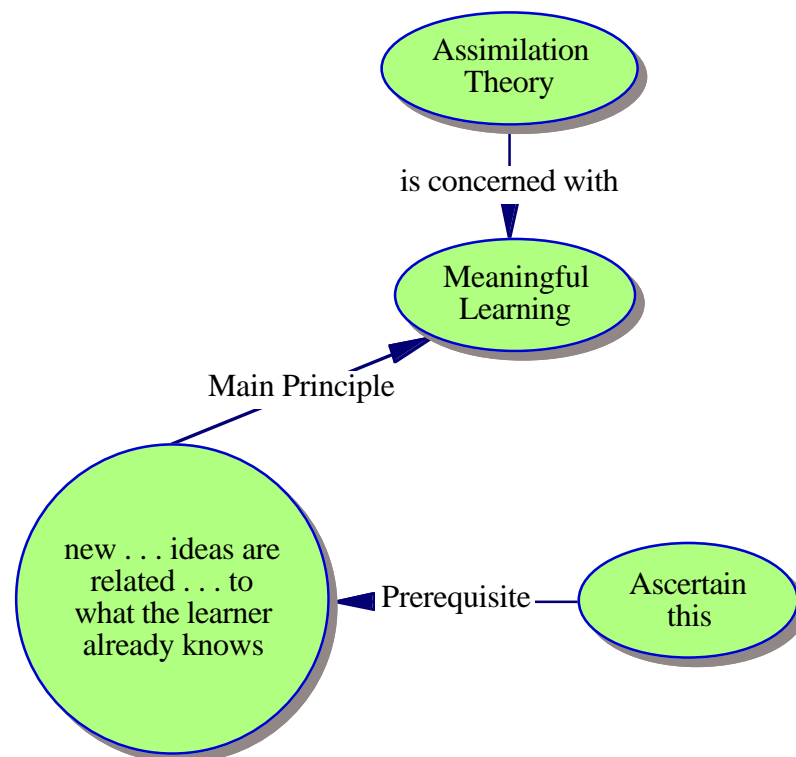 Assimilation
Theory
is concerned with
Meaningful
Learning
Main Principle
new . . . ideas are
related . . . to
what the learner
already knows
Prerequisite
Ascertain
this